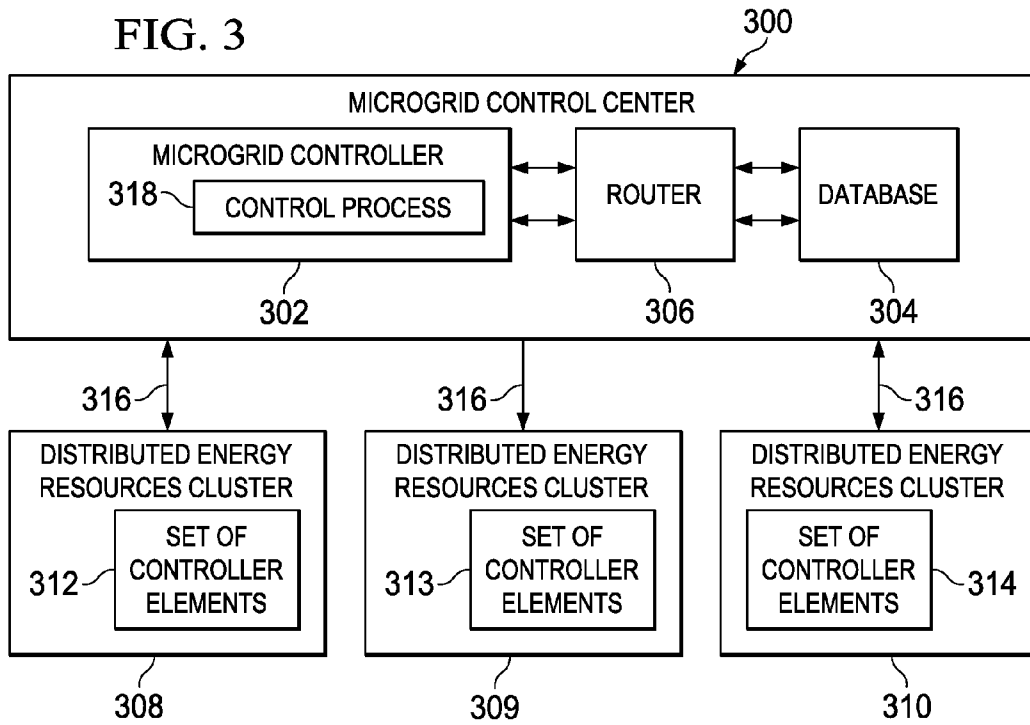 FIG. 3
300
MICROGRID CONTROL CENTER
MICROGRID CONTROLLER
318
CONTROL PROCESS
ROUTER
DATABASE
302
306
304
316
316
316
DISTRIBUTED ENERGY
RESOURCES CLUSTER
SET OF
CONTROLLER
ELEMENTS
312
308
DISTRIBUTED ENERGY
RESOURCES CLUSTER
SET OF
CONTROLLER
ELEMENTS
313
309
DISTRIBUTED ENERGY
RESOURCES CLUSTER
SET OF
CONTROLLER
ELEMENTS
314
310